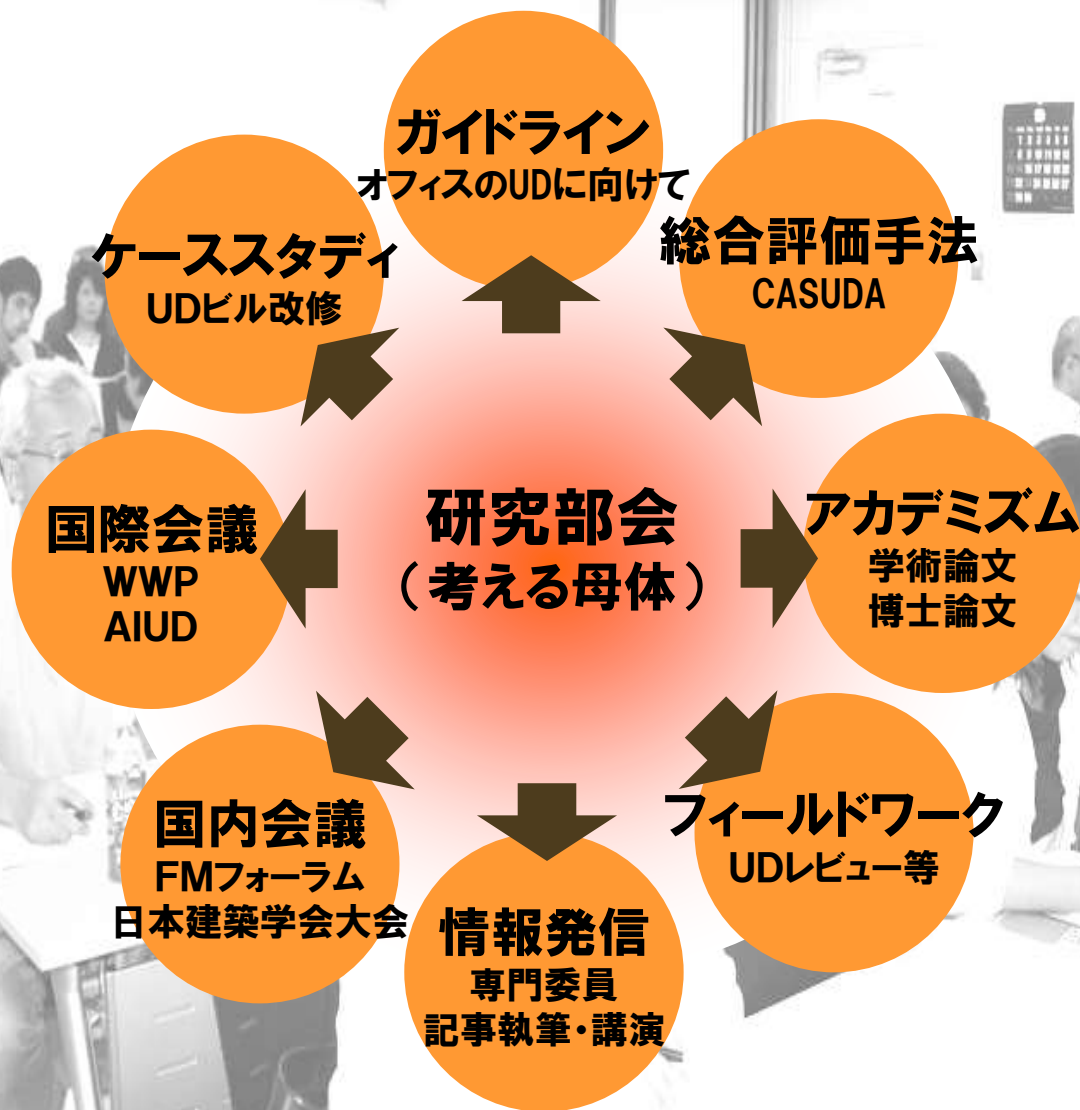 ガイドライン
オフィスのUDに向けて
総合評価手法
CASUDA
ケーススタディ
UDビル改修
研究部会
（考える母体）
アカデミズム
学術論文
博士論文
国際会議
WWP
AIUD
フィールドワーク
UDレビュー等
国内会議
FMフォーラム
日本建築学会大会
情報発信
専門委員
記事執筆・講演